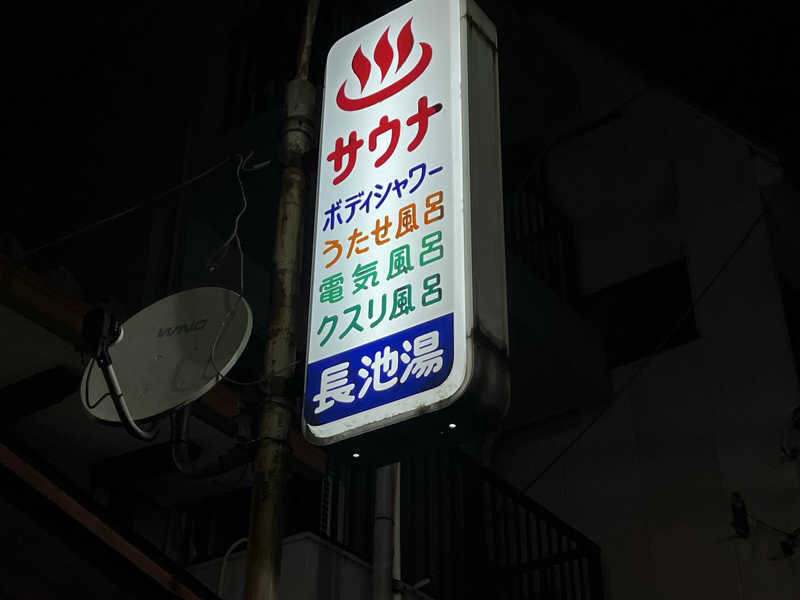 サウナ
ボディシャワー
うたせ風呂
電気風呂
クスリ風呂
長池湯